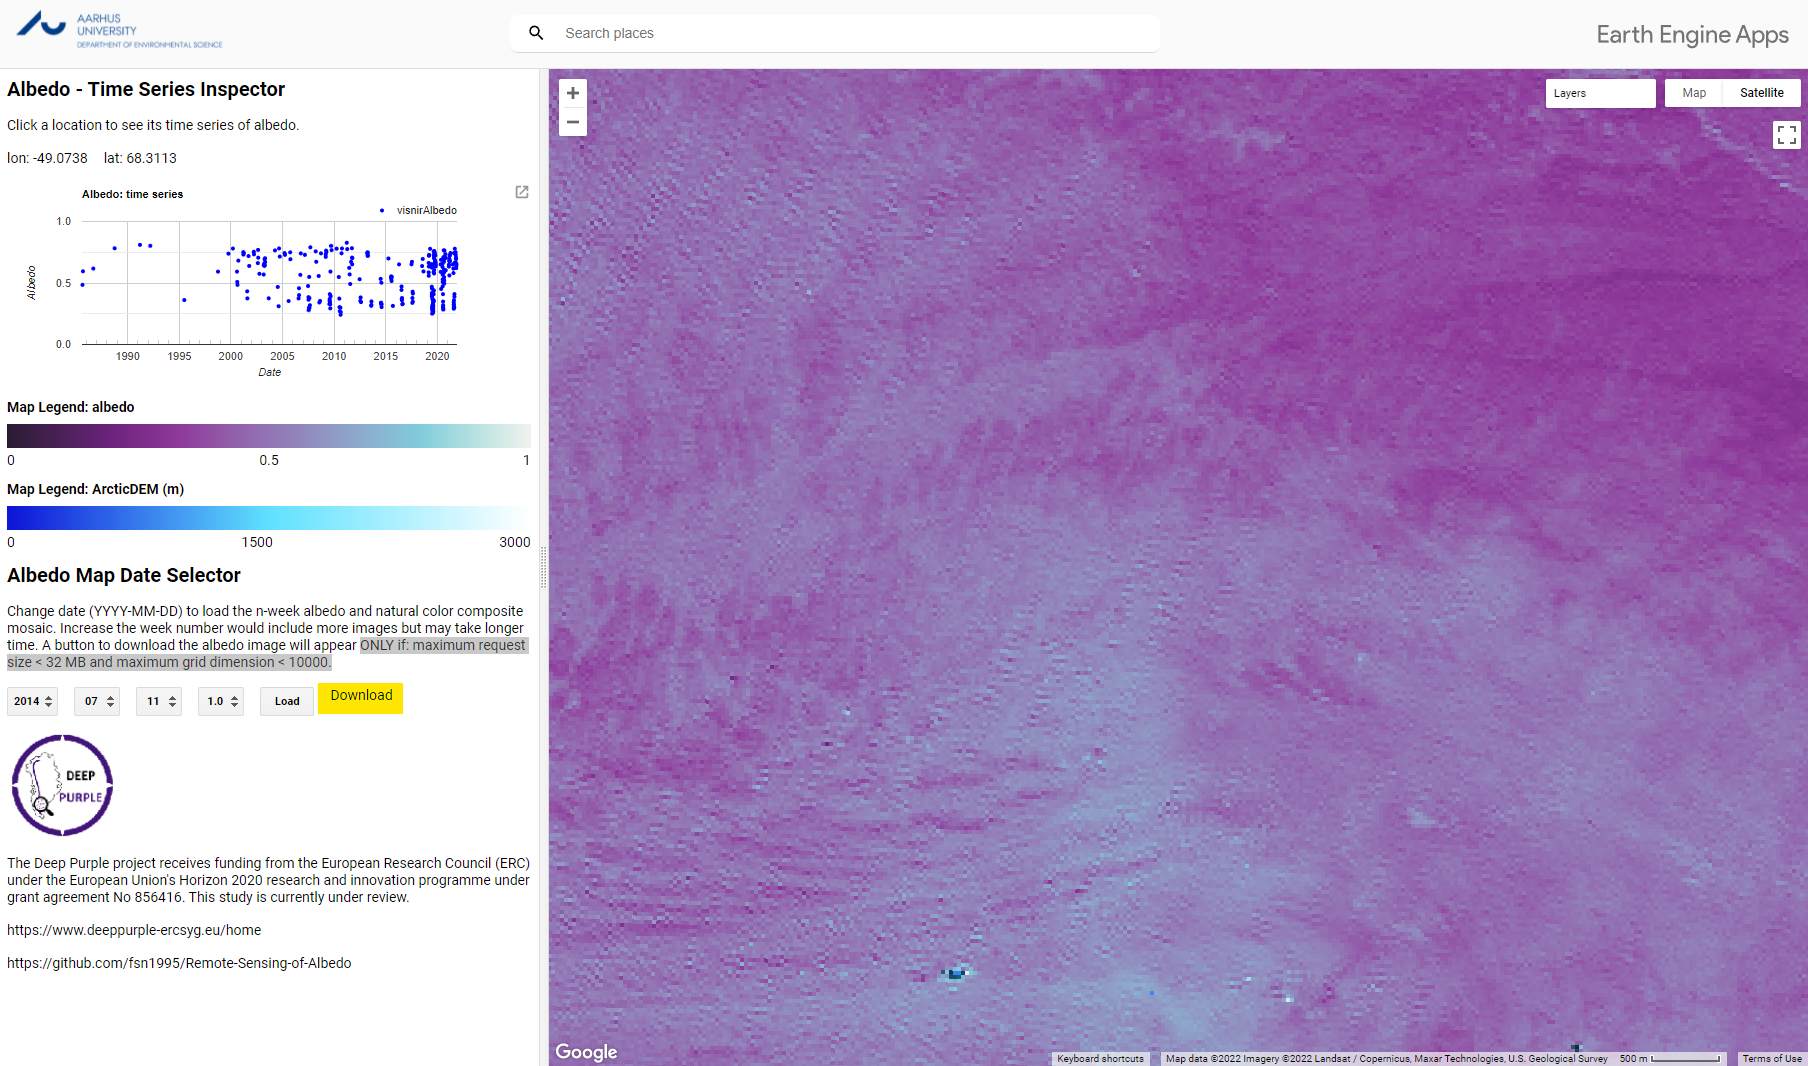 AARHUS
UNIVERSITY
DEPARTMENT OF ENVIRONMENTAL SCIENCE
Search places
Earth Engine Apps
Albedo - Time Series Inspector
Click a location to see its time series of albedo.
lon: -49.0738 lat: 68.3113
Albedo: time series
visnirAlbedo
1.0
0.5
0.0
Albedo
1990 1995 2000 2005 2010 2015 2020
Date
Map Legend: albedo
0 0.5 1
Map Legend: ArcticDEM (m)
0 1500 3000
Albedo Map Date Selector
Change date (YYYY-MM-DD) to load the n-week albedo and natural color composite
mosaic. Increase the week number would include more images but may take longer
time. A button to download the albedo image will appear ONLY if: maximum request
size < 32 MB and maximum grid dimension < 10000.
2014 07 11 1.0 Load Download
DEEP
PURPLE
The Deep Purple project receives funding from the European Research Council (ERC)
under the European Union's Horizon 2020 research and innovation programme under
grant agreement No 856416. This study is currently under review.
https://www.deeppurple-ercsyg.eu/home
https://github.com/fsn1995/Remote-Sensing-of-Albedo
+
−
Layers
Map Satellite
Google
Keyboard shortcuts Map data ©2022 Imagery ©2022 Landsat / Copernicus, Maxar Technologies, U.S. Geological Survey 500 m Terms of Use